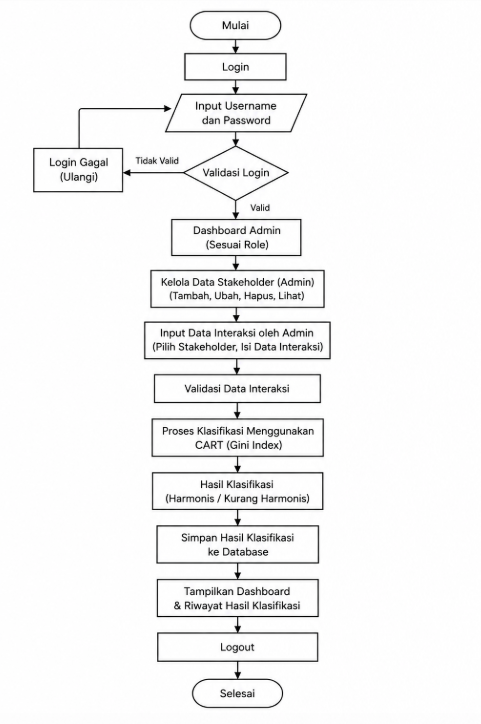 Mulai
Login
Input Username
dan Password
Login Gagal
(Ulangi)
Tidak Valid
Validasi Login
Valid
Dashboard Admin
(Sesuai Role)
Kelola Data Stakeholder (Admin)
(Tambah, Ubah, Hapus, Lihat)
Input Data Interaksi oleh Admin
(Pilih Stakeholder, Isi Data Interaksi)
Validasi Data Interaksi
Proses Klasifikasi Menggunakan
CART (Gini Index)
Hasil Klasifikasi
(Harmonis / Kurang Harmonis)
Simpan Hasil Klasifikasi
ke Database
Tampilkan Dashboard
& Riwayat Hasil Klasifikasi
Logout
Selesai